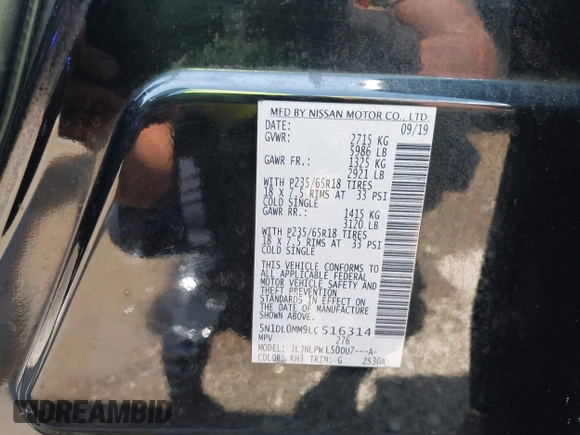 MFD BY NISSAN MOTOR CO., LTD.
DATE: 09/19
GVWR: 2715 KG
5986 LB
GAWR FR.: 1325 KG
2921 LB
WITH P235/65R18 TIRES
18 X 7.5 RIMS AT 33 PSI
COLD SINGLE
GAWR RR.: 1415 KG
3120 LB
WITH P235/65R18 TIRES
18 X 7.5 RIMS AT 33 PSI
COLD SINGLE
THIS VEHICLE CONFORMS TO
ALL APPLICABLE FEDERAL
MOTOR VEHICLE SAFETY
AND THEFT PREVENTION
STANDARDS IN EFFECT ON
THE DATE OF MANUFACTURE
SHOWN ABOVE.
5N1DL0MM9LC516314
MPV 276
MODEL: JLJNLPW L50DU7---A-
COLOR: KH3 TRIM: G ZS30A
DREAMBID